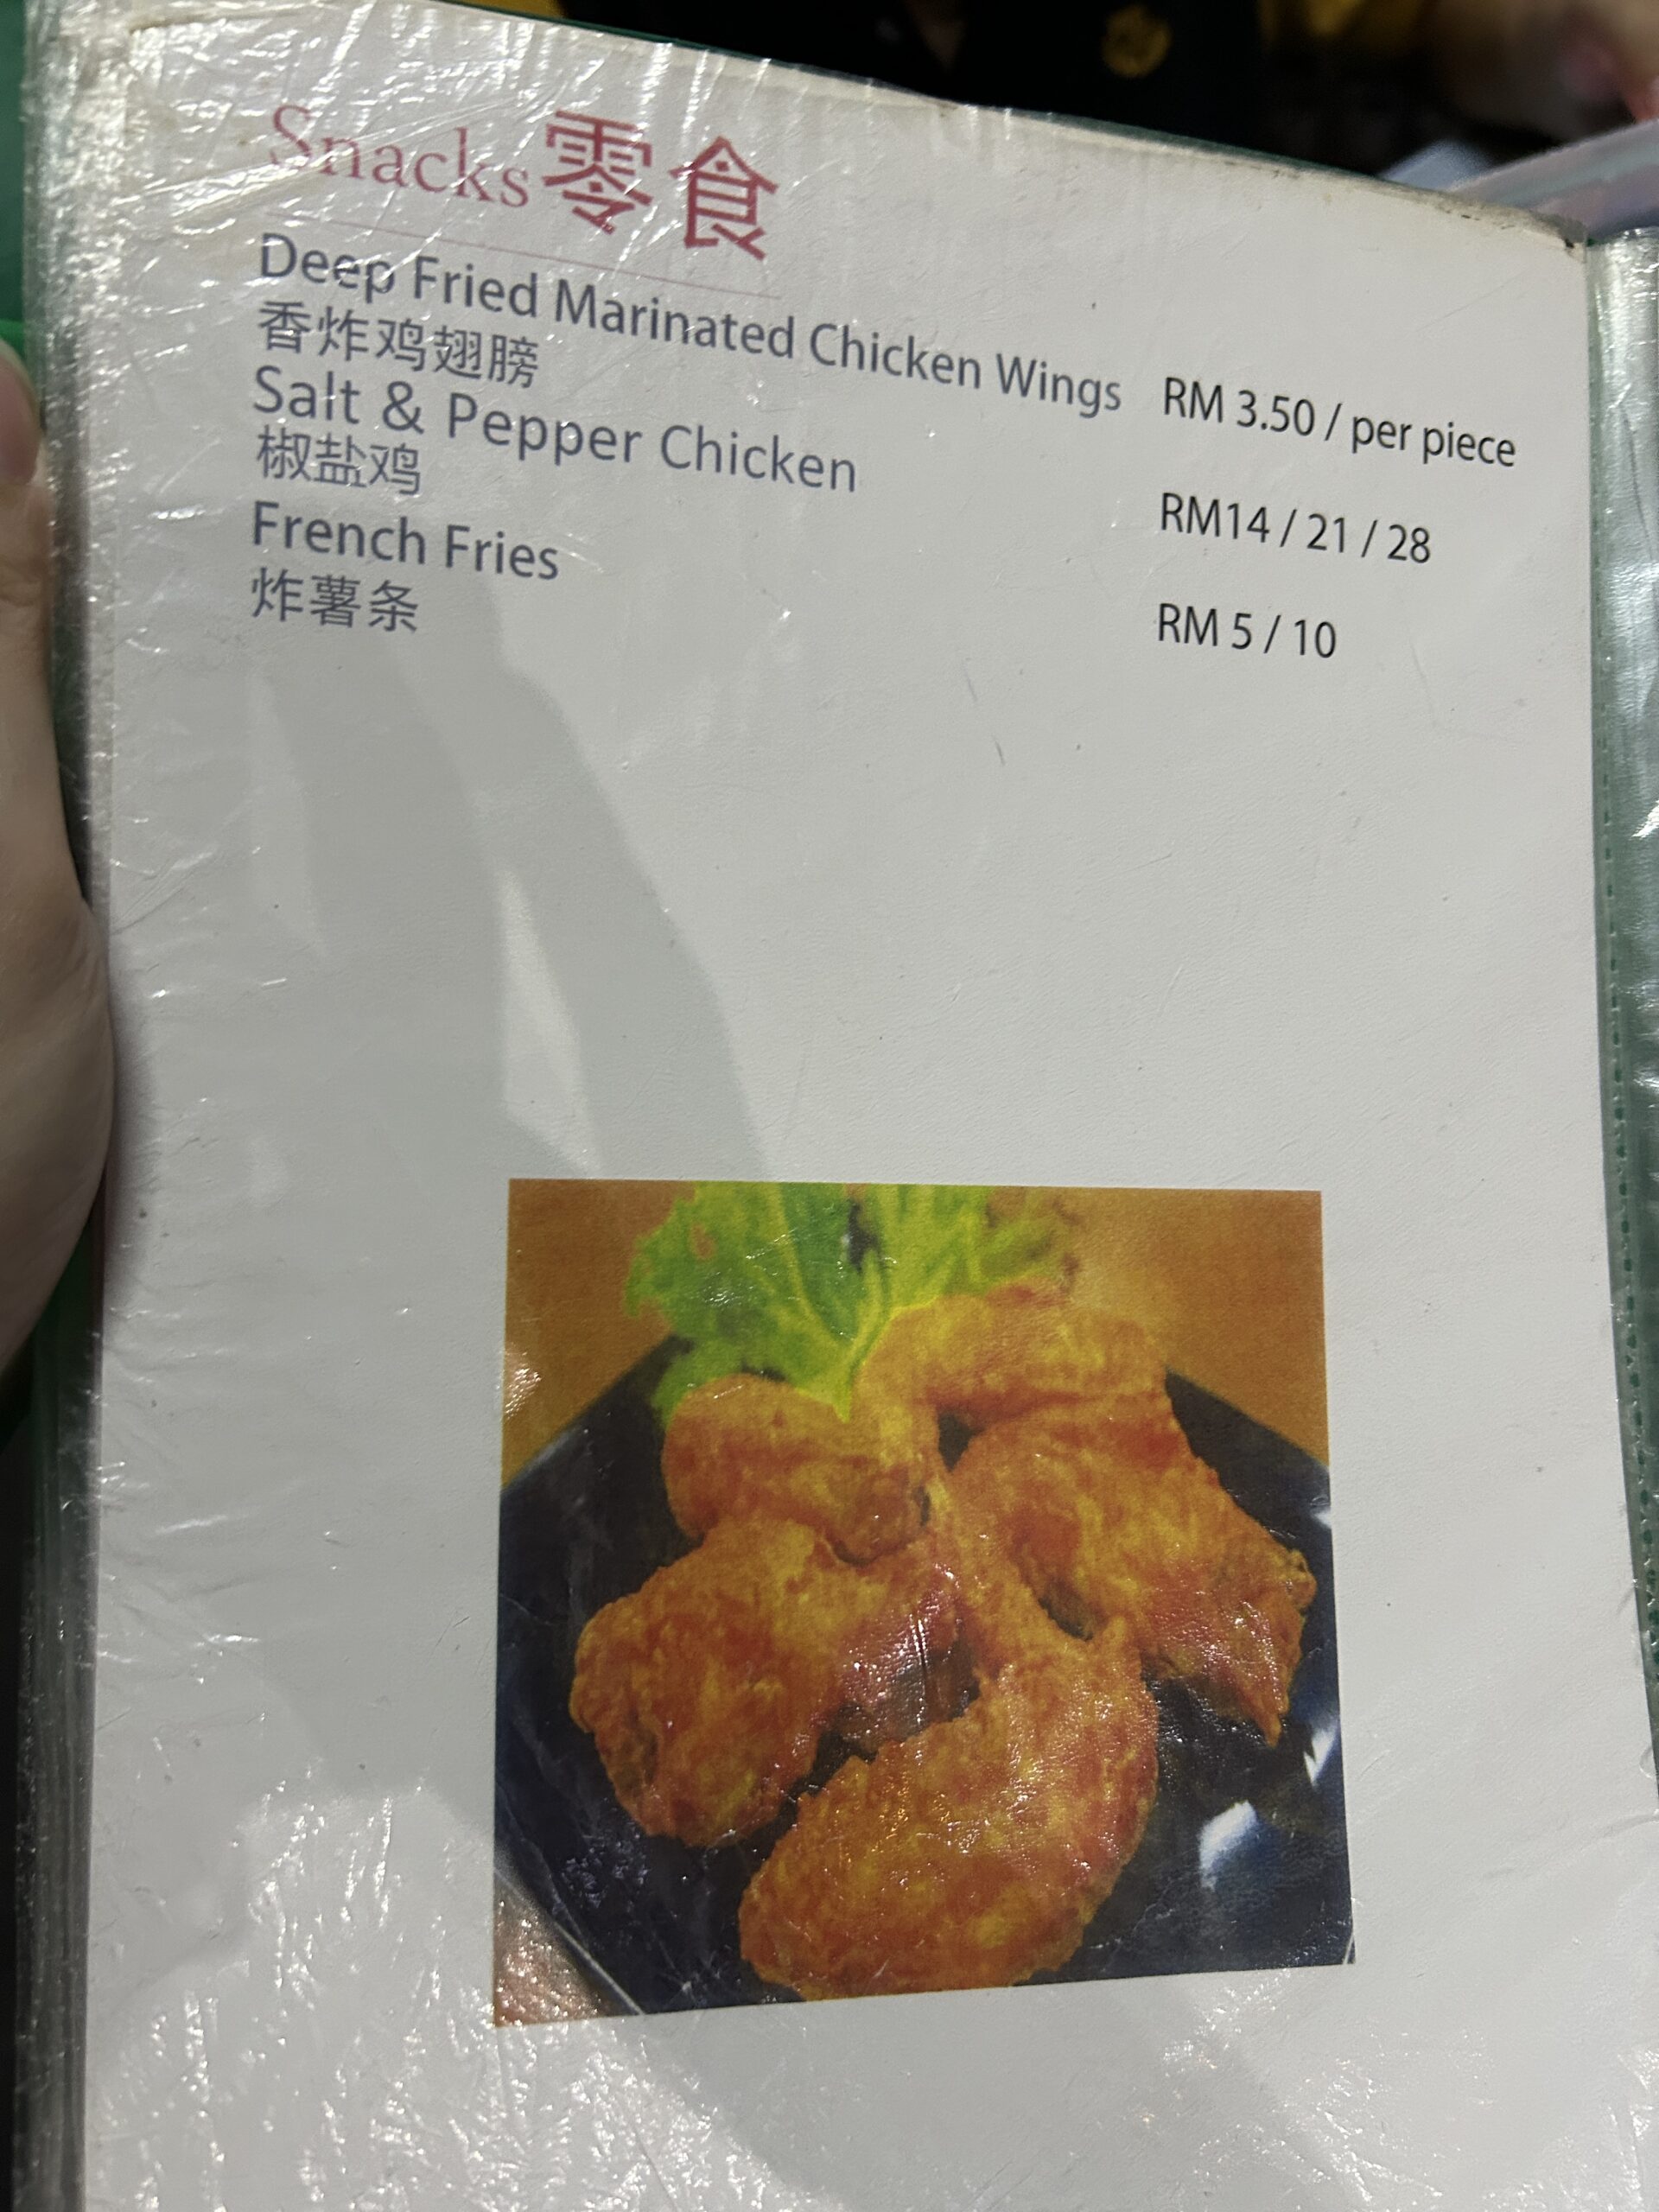 Snacks零食
Deep Fried Marinated Chicken Wings RM 3.50 / per piece
香炸鸡翅膀
Salt & Pepper Chicken RM14 / 21 / 28
椒盐鸡
French Fries RM 5 / 10
炸薯条